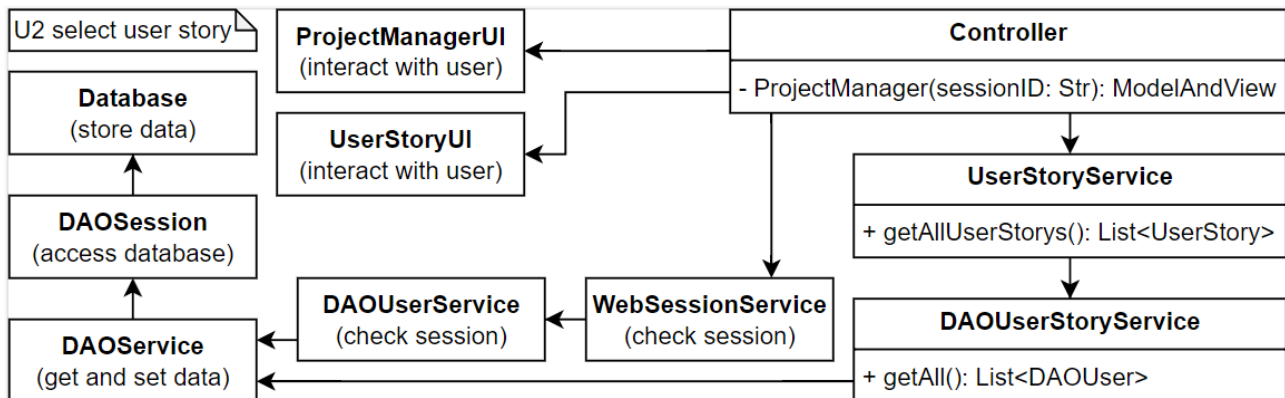 U2 select user story
ProjectManagerUI
(interact with user)
Controller
- ProjectManager(sessionID: Str): ModelAndView
Database
(store data)
UserStoryUI
(interact with user)
UserStoryService
+ getAllUserStorys(): List<UserStory>
DAOSession
(access database)
DAOUserService
(check session)
WebSessionService
(check session)
DAOUserStoryService
+ getAll(): List<DAOUser>
DAOService
(get and set data)